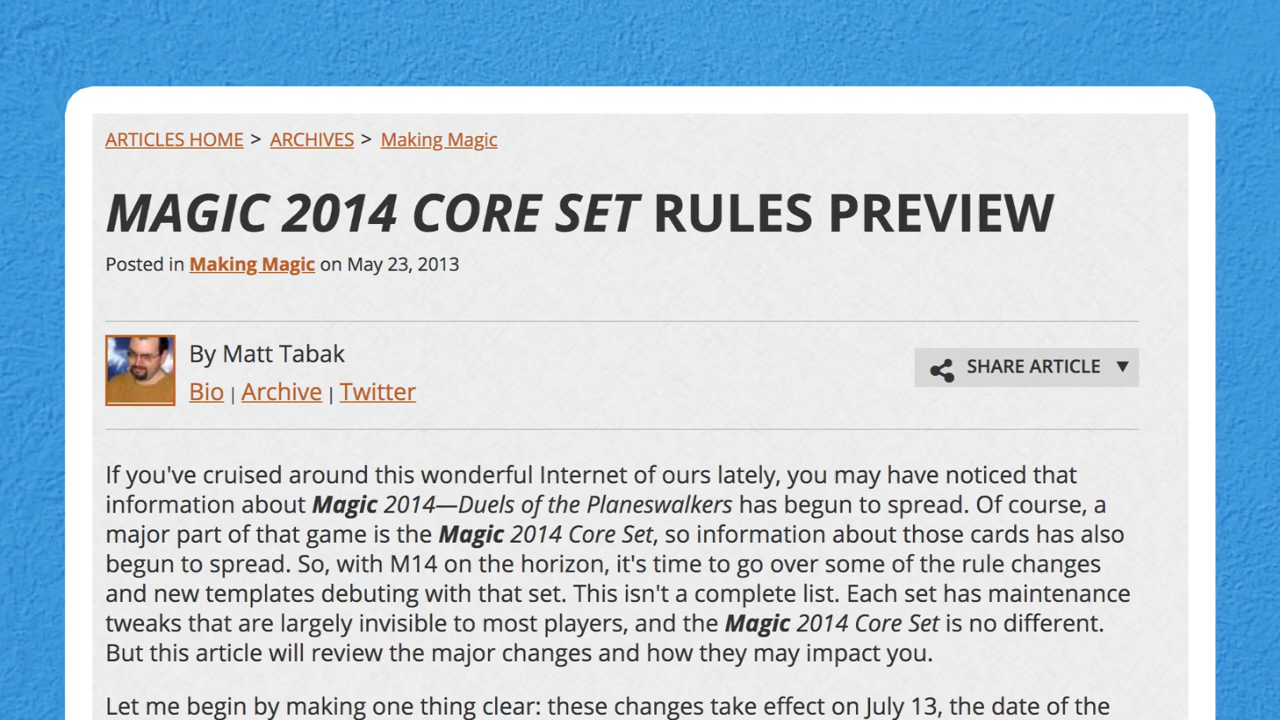 ARTICLES HOME > ARCHIVES > Making Magic
MAGIC 2014 CORE SET RULES PREVIEW
Posted in Making Magic on May 23, 2013
By Matt Tabak
Bio | Archive | Twitter
SHARE ARTICLE ▼
If you've cruised around this wonderful Internet of ours lately, you may have noticed that
information about Magic 2014—Duels of the Planeswalkers has begun to spread. Of course, a
major part of that game is the Magic 2014 Core Set, so information about those cards has also
begun to spread. So, with M14 on the horizon, it's time to go over some of the rule changes
and new templates debuting with that set. This isn't a complete list. Each set has maintenance
tweaks that are largely invisible to most players, and the Magic 2014 Core Set is no different.
But this article will review the major changes and how they may impact you.
Let me begin by making one thing clear: these changes take effect on July 13, the date of the